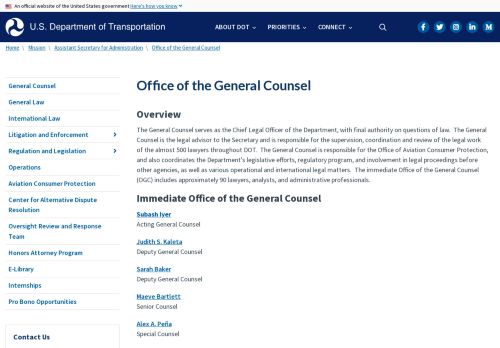 An official website of the United States government Here's how you know
U.S. Department of Transportation
ABOUT DOT
PRIORITIES
CONNECT
Home \ Mission \ Assistant Secretary for Administration \ Office of the General Counsel
General Counsel
General Law
International Law
Litigation and Enforcement
Regulation and Legislation
Operations
Aviation Consumer Protection
Center for Alternative Dispute
Resolution
Oversight Review and Response
Team
Honors Attorney Program
E-Library
Internships
Pro Bono Opportunities
Contact Us
Office of the General Counsel
Overview
The General Counsel serves as the Chief Legal Officer of the Department, with final authority on questions of law. The General
Counsel is the legal advisor to the Secretary and is responsible for the supervision, coordination and review of the legal work
of the almost 500 lawyers throughout DOT. The General Counsel is responsible for the Office of Aviation Consumer Protection,
and also coordinates the Department's legislative efforts, regulatory program, and involvement in legal proceedings before
other agencies, as well as various operational and international legal matters. The immediate Office of the General Counsel
(OGC) includes approximately 90 lawyers, analysts, and administrative professionals.
Immediate Office of the General Counsel
Subash Iyer
Acting General Counsel
Judith S. Kaleta
Deputy General Counsel
Sarah Baker
Deputy General Counsel
Maeve Bartlett
Senior Counsel
Alex A. Peña
Special Counsel